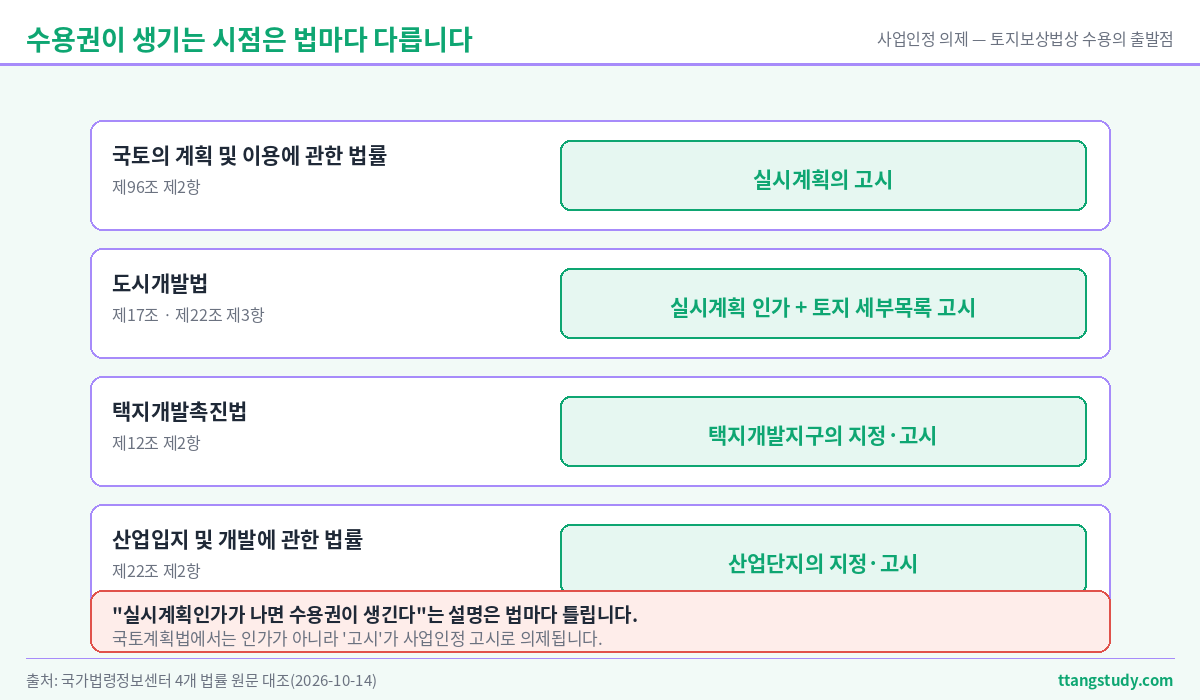 수용권이 생기는 시점은 법마다 다릅니다
사업인정 의제 — 토지보상법상 수용의 출발점
국토의 계획 및 이용에 관한 법률
제96조 제2항
실시계획의 고시
도시개발법
제17조 · 제22조 제3항
실시계획 인가 + 토지 세부목록 고시
택지개발촉진법
제12조 제2항
택지개발지구의 지정·고시
산업입지 및 개발에 관한 법률
제22조 제2항
산업단지의 지정·고시
"실시계획인가가 나면 수용권이 생긴다"는 설명은 법마다 틀립니다.
국토계획법에서는 인가가 아니라 '고시'가 사업인정 고시로 의제됩니다.
출처: 국가법령정보센터 4개 법률 원문 대조(2026-10-14)
ttangstudy.com